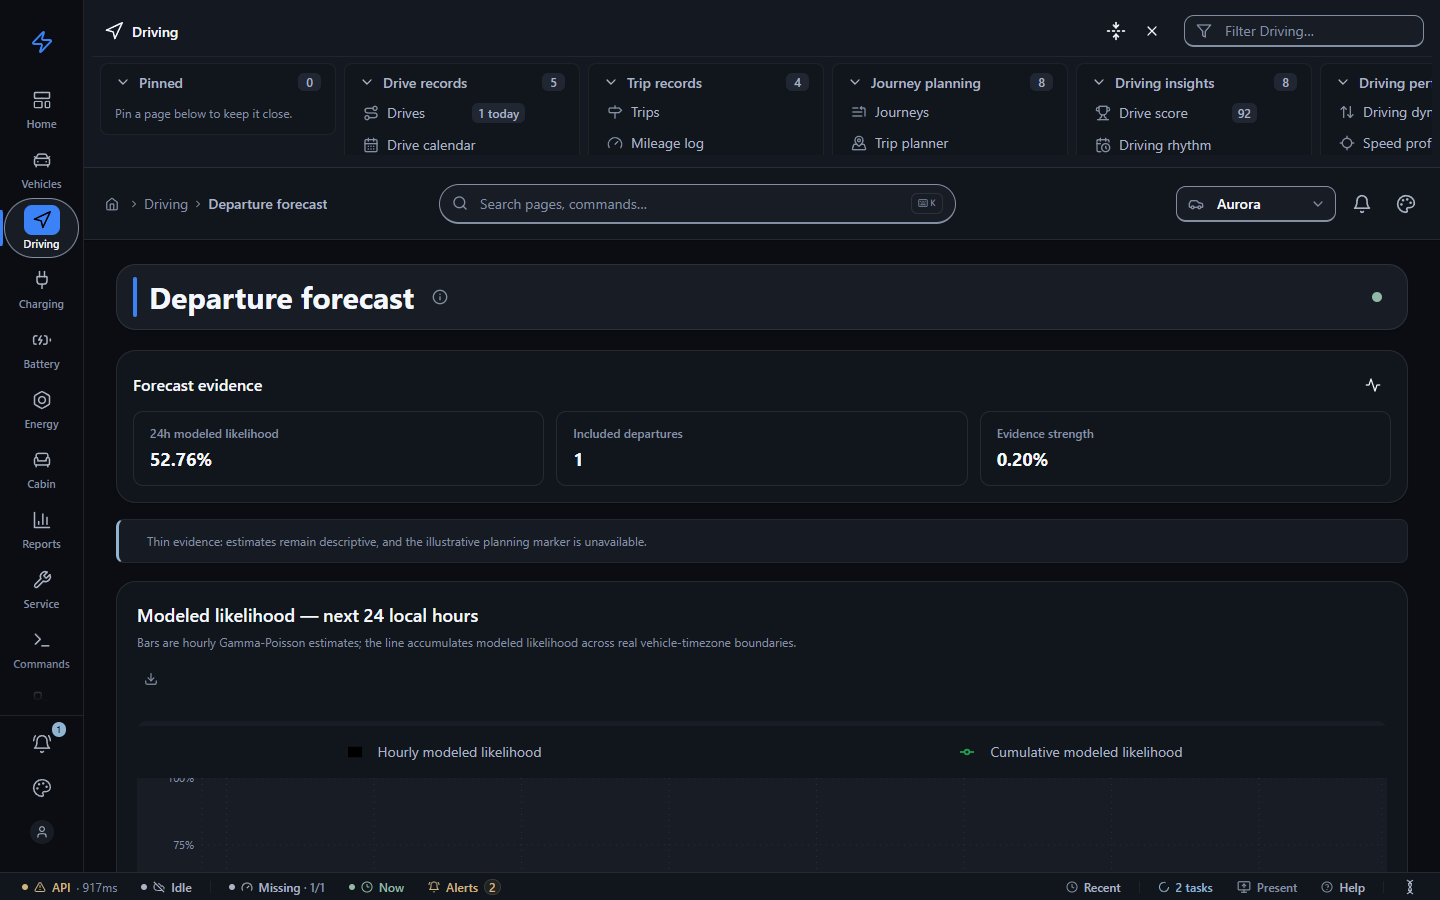 Driving
Filter Driving...
Pinned 0
Pin a page below to keep it close.
Drive records 5
Drives 1 today
Drive calendar
Trip records 4
Trips
Mileage log
Journey planning 8
Journeys
Trip planner
Driving insights 8
Drive score 92
Driving rhythm
Driving per
Driving dyn
Speed prof
Home
Vehicles
Driving
Charging
Battery
Energy
Cabin
Reports
Service
Commands
1
Driving
Departure forecast
Search pages, commands...
K
Aurora
Departure forecast
Forecast evidence
24h modeled likelihood
52.76%
Included departures
1
Evidence strength
0.20%
Thin evidence: estimates remain descriptive, and the illustrative planning marker is unavailable.
Modeled likelihood — next 24 local hours
Bars are hourly Gamma-Poisson estimates; the line accumulates modeled likelihood across real vehicle-timezone boundaries.
Hourly modeled likelihood
Cumulative modeled likelihood
100%
75%
API · 917ms
Idle
Missing · 1/1
Now
Alerts 2
Recent
2 tasks
Present
Help